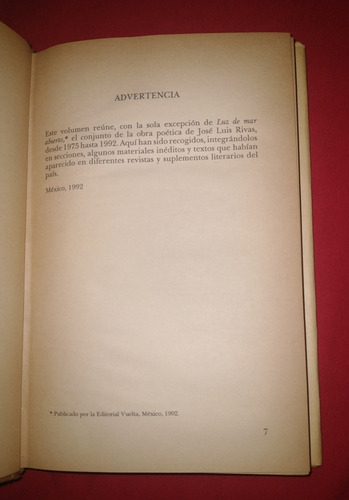 ADVERTENCIA
Este volumen reúne, con la sola excepción de Luz de mar
abierto,* el conjunto de la obra poética de José Luis Rivas,
desde 1975 hasta 1992. Aquí han sido recogidos, integrándolos
en secciones, algunos materiales inéditos y textos que habían
aparecido en diferentes revistas y suplementos literarios del
país.
México, 1992
* Publicado por la Editorial Vuelta, México, 1992.
7